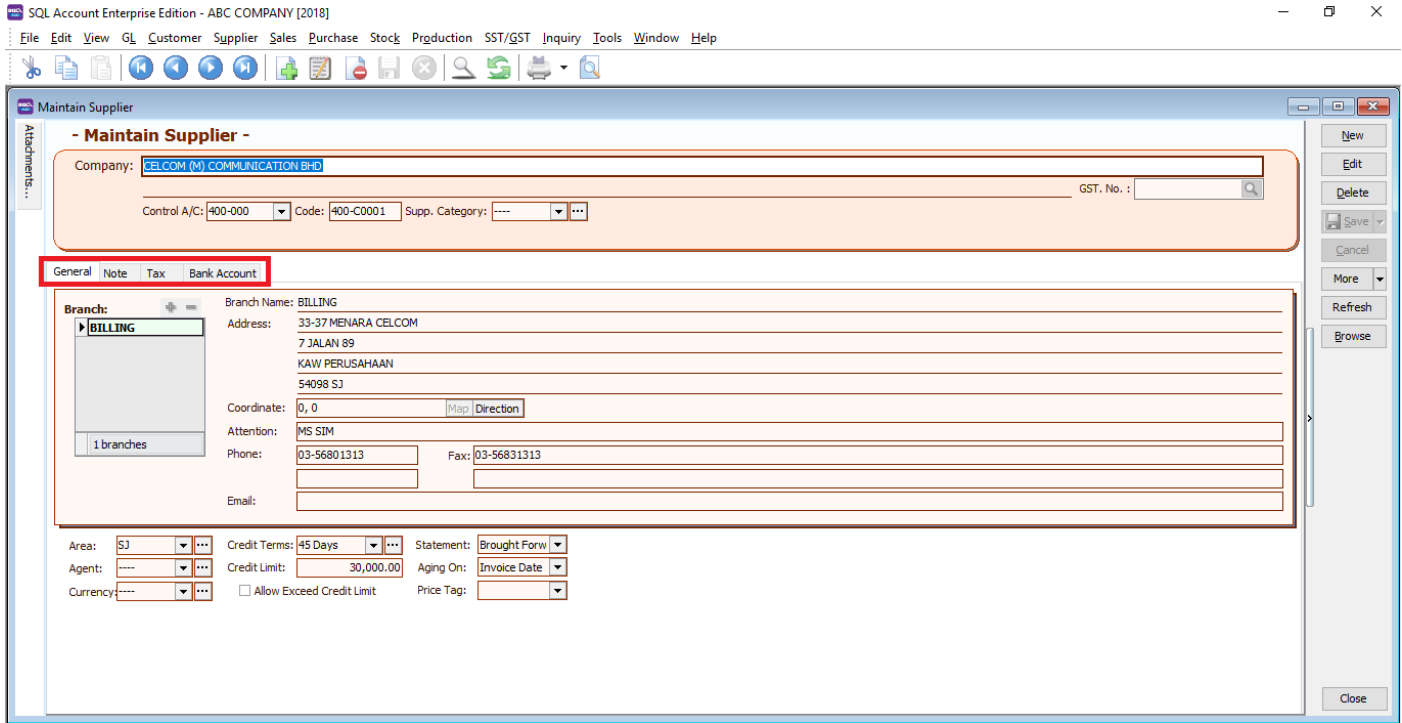 SQL Account Enterprise Edition - ABC COMPANY [2018]
File Edit View GL Customer Supplier Sales Purchase Stock Production SST/GST Inquiry Tools Window Help
Maintain Supplier
Attachments...
- Maintain Supplier -
Company: CELCOM (M) COMMUNICATION BHD
GST. No. :
Control A/C: 400-000 Code: 400-C0001 Supp. Category: ----
General Note Tax Bank Account
Branch:
BILLING
1 branches
Branch Name: BILLING
Address: 33-37 MENARA CELCOM
7 JALAN 89
KAW PERUSAHAAN
54098 SJ
Coordinate: 0, 0 Map Direction
Attention: MS SIM
Phone: 03-56801313 Fax: 03-56831313
Email:
Area: SJ Credit Terms: 45 Days Statement: Brought Forw
Agent: ---- Credit Limit: 30,000.00 Aging On: Invoice Date
Currency: ---- Allow Exceed Credit Limit Price Tag:
New
Edit
Delete
Save
Cancel
More
Refresh
Browse
Close